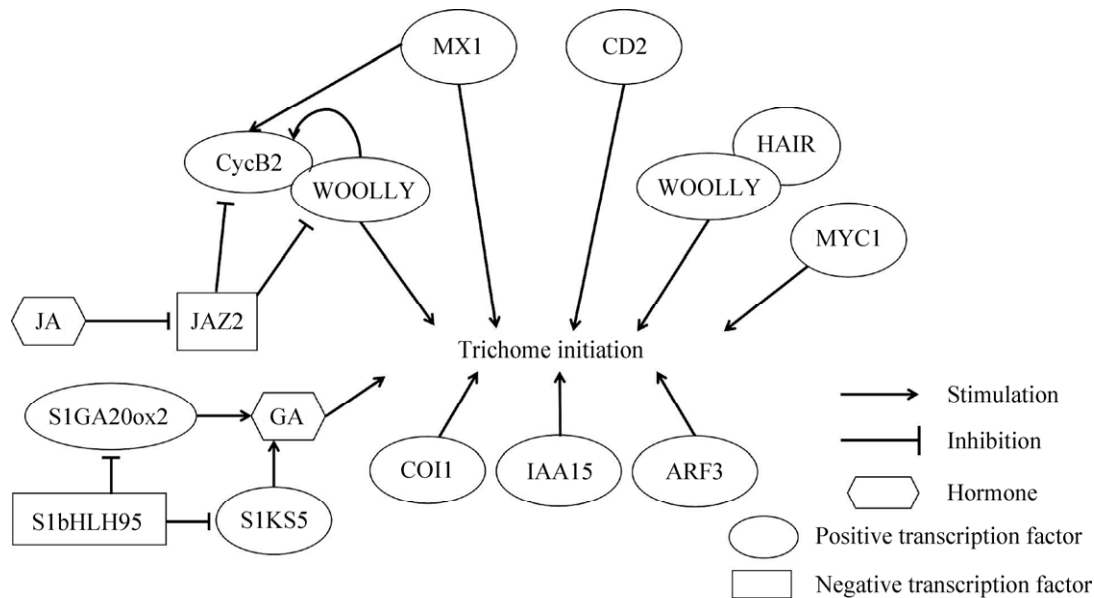 MX1
CD2
HAIR
CycB2
WOOLLY
WOOLLY
MYC1
JA
JAZ2
Trichome initiation
S1GA20ox2
GA
COI1
IAA15
ARF3
S1bHLH95
S1KS5
Stimulation
Inhibition
Hormone
Positive transcription factor
Negative transcription factor